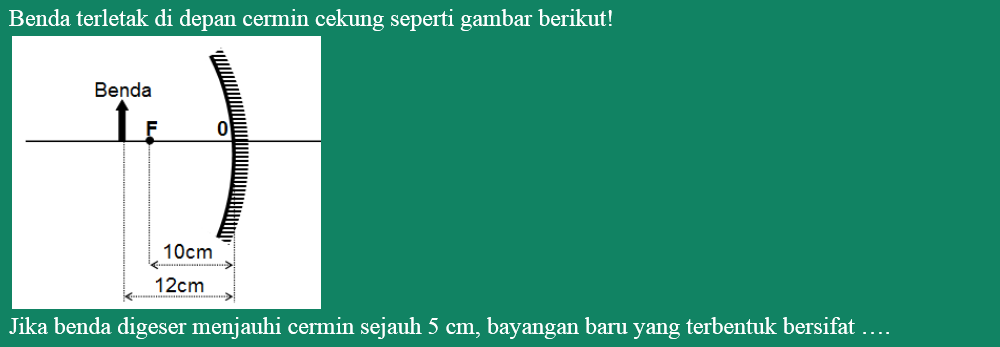 Benda terletak di depan cermin cekung seperti gambar berikut!
Benda
F
0
10cm
12cm
Jika benda digeser menjauhi cermin sejauh 5 cm, bayangan baru yang terbentuk bersifat ....